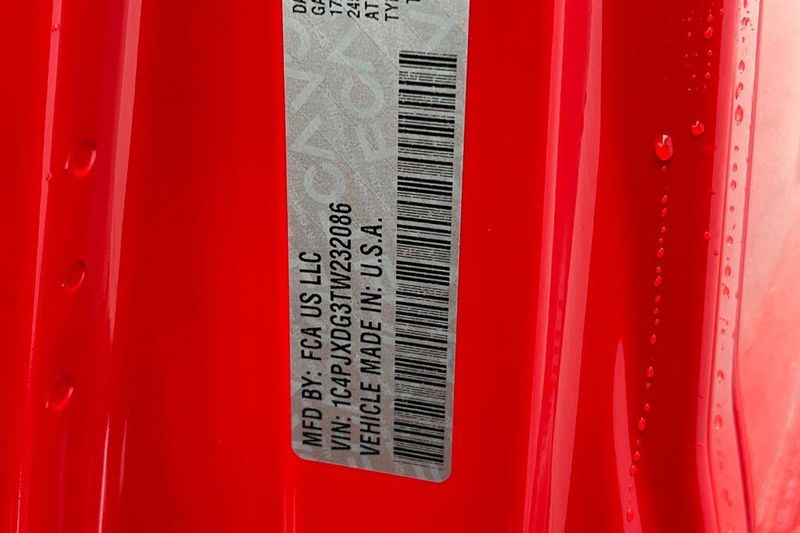 MFD BY: FCA US LLC
VIN: 1C4PJXDG3TW232086
VEHICLE MADE IN: U.S.A.